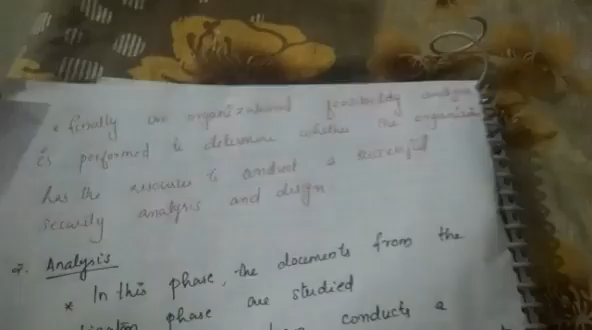 * Finally an organizational feasibility analysis
is performed to determine whether the organisation
has the resources to conduct a successful
security analysis and design
2. Analysis
* In this phase, the documents from the
phase are studied
conducts a